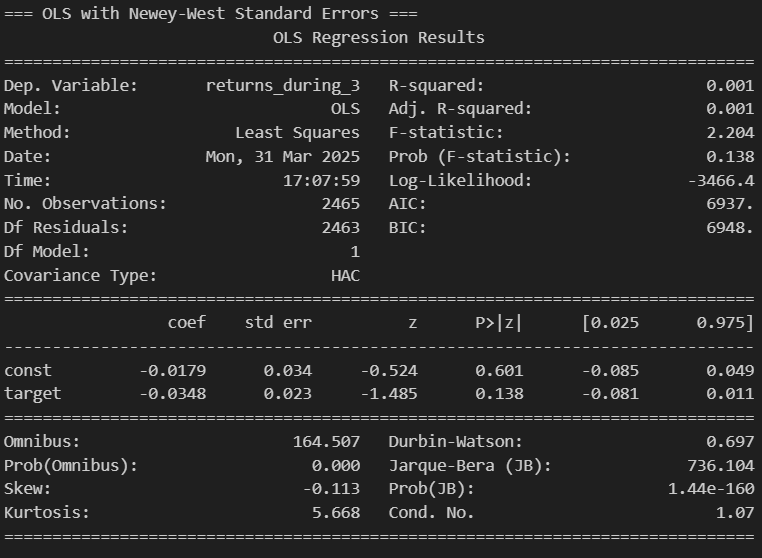 === OLS with Newey-West Standard Errors ===
                            OLS Regression Results
==============================================================================
Dep. Variable:        returns_during_3   R-squared:                       0.001
Model:                             OLS   Adj. R-squared:                  0.001
Method:                  Least Squares   F-statistic:                     2.204
Date:                 Mon, 31 Mar 2025   Prob (F-statistic):              0.138
Time:                         17:07:59   Log-Likelihood:                -3466.4
No. Observations:                 2465   AIC:                             6937.
Df Residuals:                     2463   BIC:                             6948.
Df Model:                            1
Covariance Type:                   HAC
==============================================================================
                 coef    std err          z      P>|z|      [0.025      0.975]
------------------------------------------------------------------------------
const         -0.0179      0.034     -0.524      0.601      -0.085       0.049
target        -0.0348      0.023     -1.485      0.138      -0.081       0.011
==============================================================================
Omnibus:                      164.507   Durbin-Watson:                   0.697
Prob(Omnibus):                  0.000   Jarque-Bera (JB):              736.104
Skew:                          -0.113   Prob(JB):                    1.44e-160
Kurtosis:                       5.668   Cond. No.                         1.07
==============================================================================